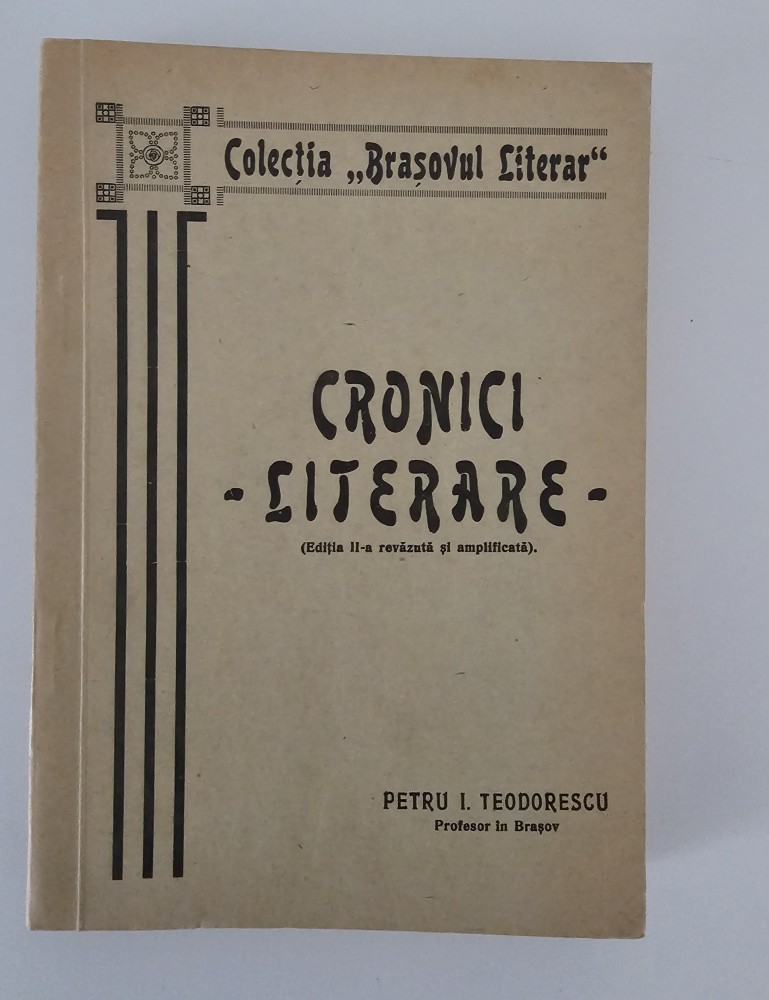 Colecția „Brașovul Literar“
CRONICI
- LITERARE -
(Ediția II-a revăzută și amplificată).
PETRU I. TEODORESCU
Profesor în Brașov